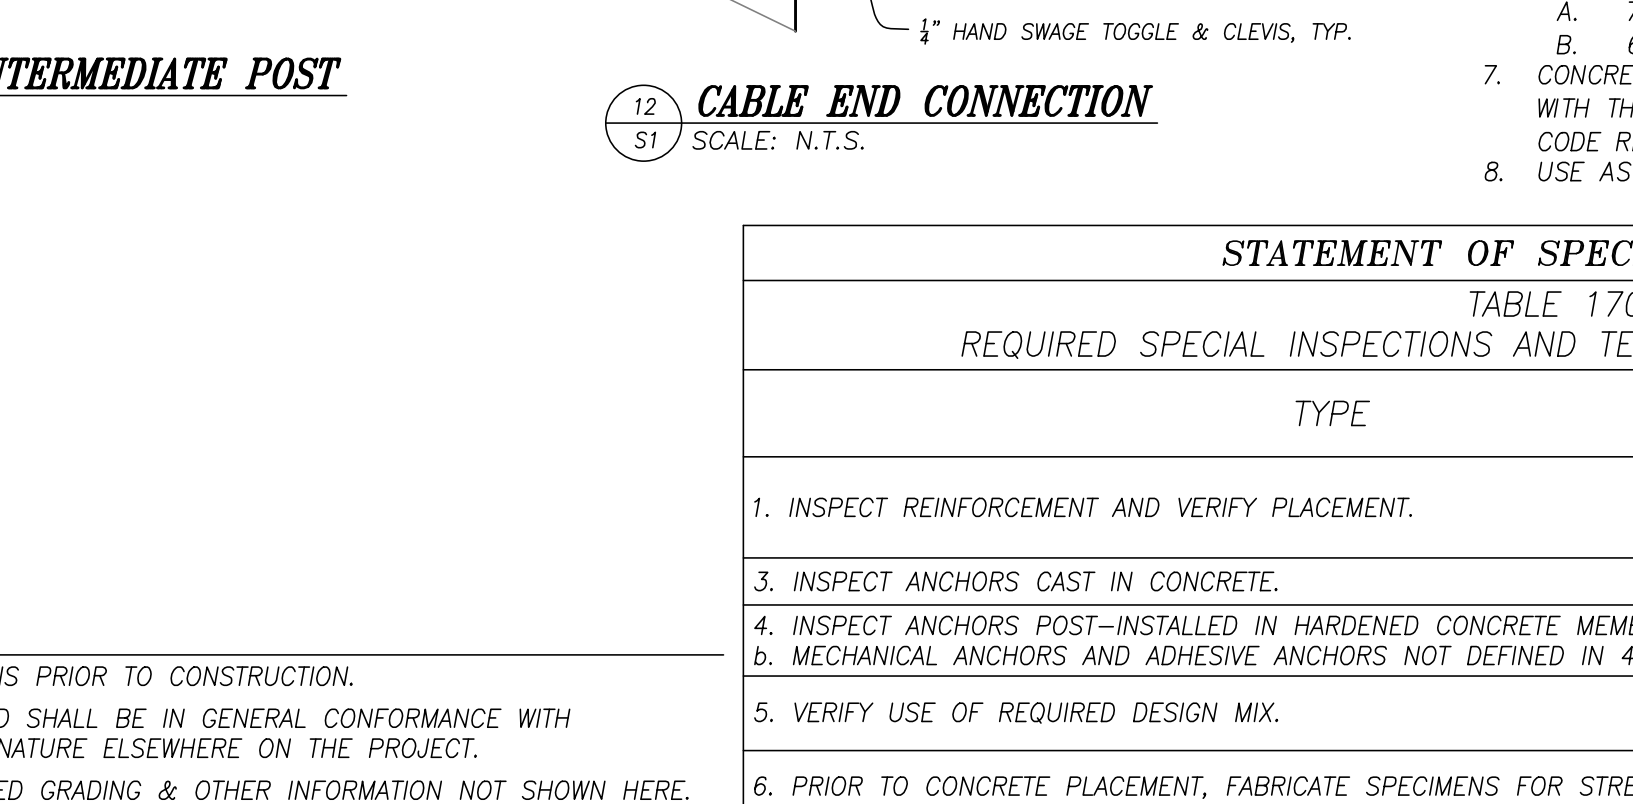 ¼" HAND SWAGE TOGGLE & CLEVIS, TYP.
INTERMEDIATE POST
12
S1
CABLE END CONNECTION
SCALE: N.T.S.
A.
B.
7. CONCRE
WITH TH
CODE R
8. USE AS
STATEMENT OF SPEC
TABLE 170
REQUIRED SPECIAL INSPECTIONS AND TE
TYPE
1. INSPECT REINFORCEMENT AND VERIFY PLACEMENT.
3. INSPECT ANCHORS CAST IN CONCRETE.
4. INSPECT ANCHORS POST-INSTALLED IN HARDENED CONCRETE MEMB
b. MECHANICAL ANCHORS AND ADHESIVE ANCHORS NOT DEFINED IN 4
5. VERIFY USE OF REQUIRED DESIGN MIX.
6. PRIOR TO CONCRETE PLACEMENT, FABRICATE SPECIMENS FOR STRE
NS PRIOR TO CONSTRUCTION.
D SHALL BE IN GENERAL CONFORMANCE WITH
NATURE ELSEWHERE ON THE PROJECT.
ED GRADING & OTHER INFORMATION NOT SHOWN HERE.